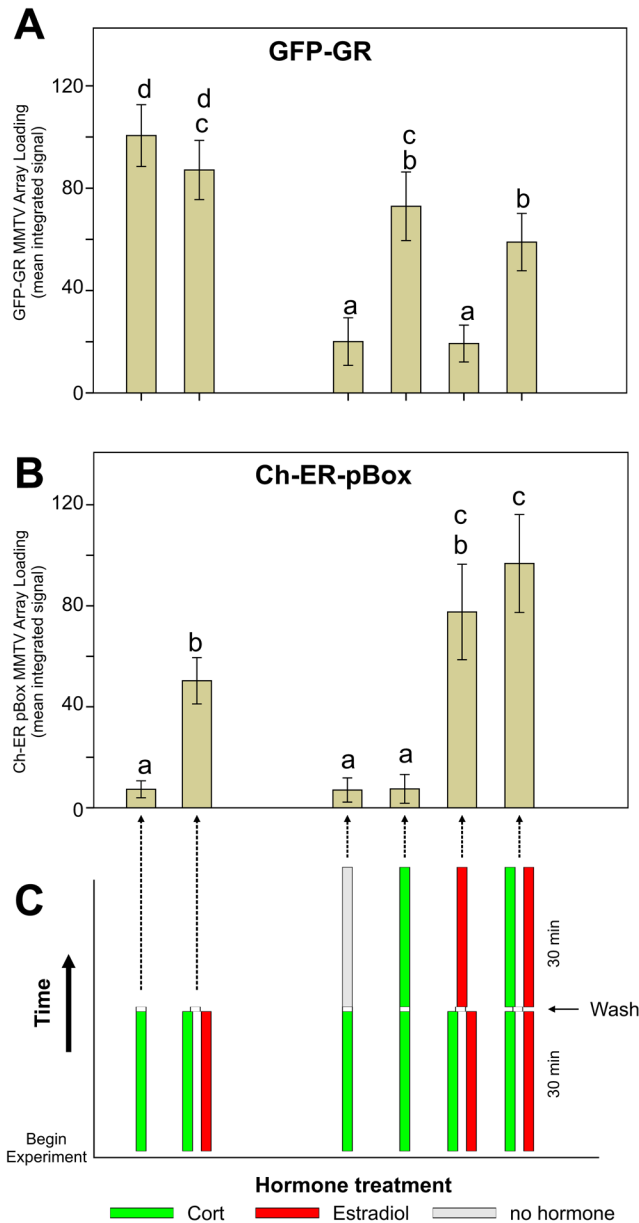 A
GFP-GR
GFP-GR MMTV Array Loading
(mean integrated signal)
120
80
40
0
d
d
c
a
c
b
a
b
B
Ch-ER-pBox
Ch-ER pBox MMTV Array Loading
(mean integrated signal)
120
80
40
0
a
b
a
a
c
b
c
C
Time
30 min
Wash
30 min
Begin
Experiment
Hormone treatment
Cort
Estradiol
no hormone